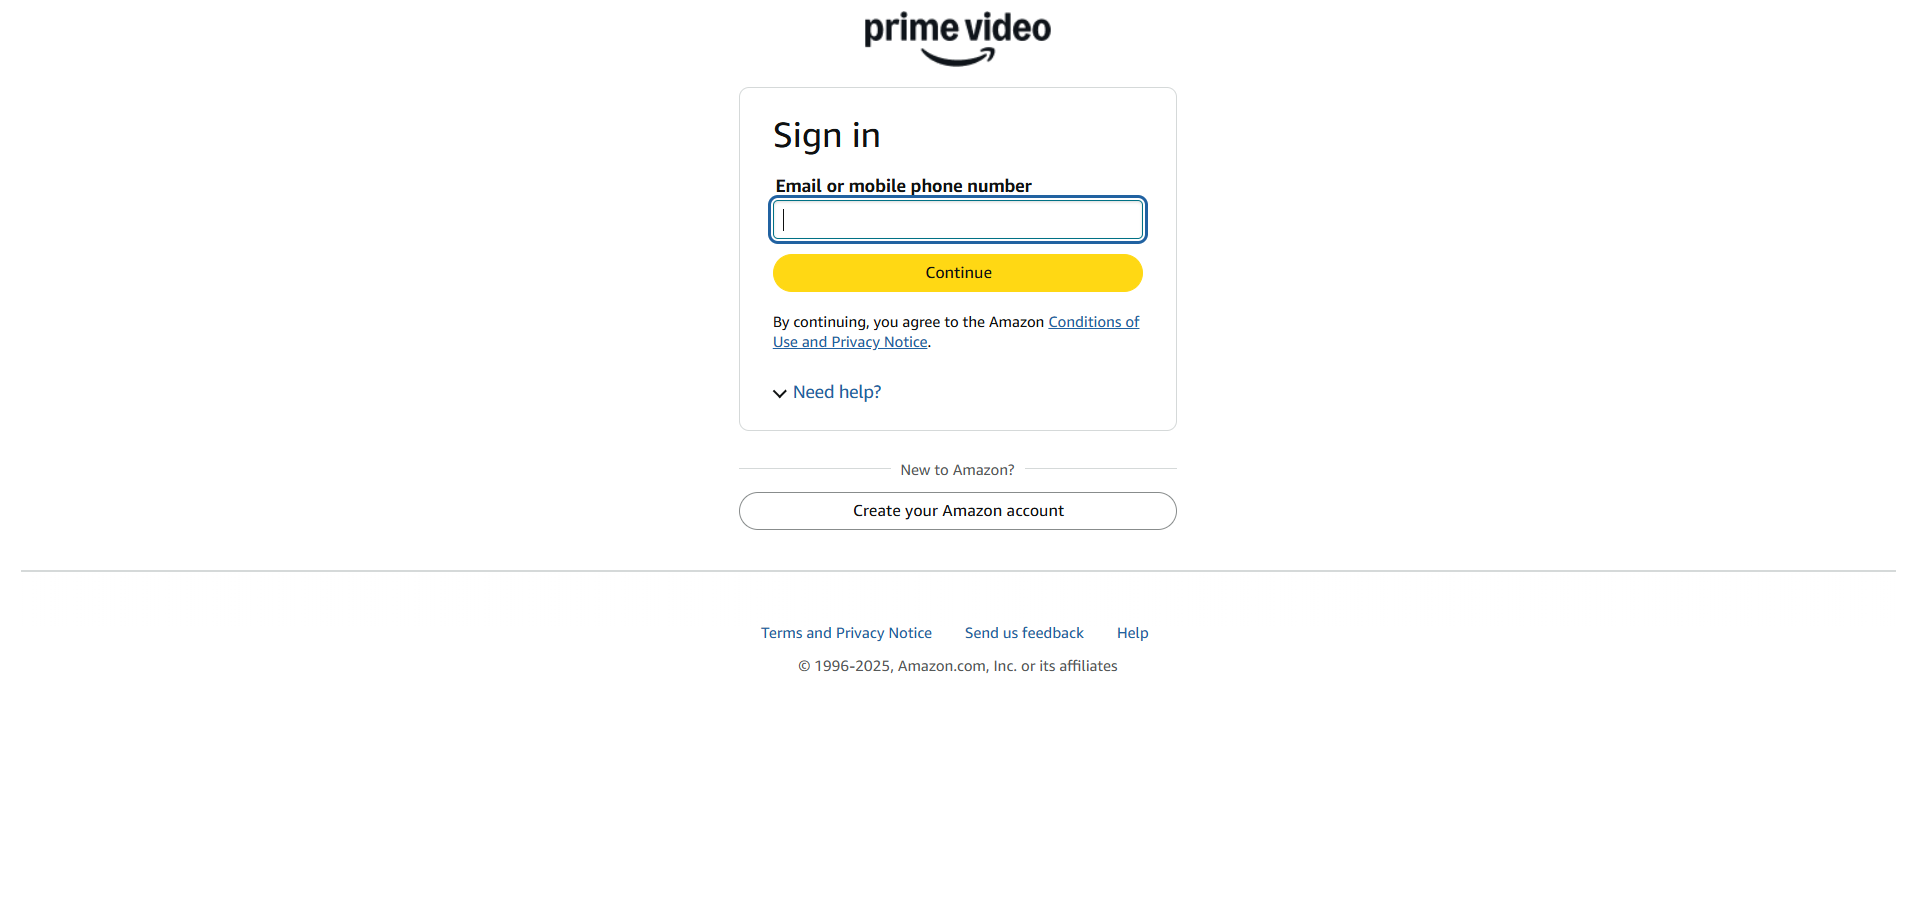 prime video
Sign in
Email or mobile phone number
Continue
By continuing, you agree to the Amazon Conditions of
Use and Privacy Notice.
Need help?
New to Amazon?
Create your Amazon account
Terms and Privacy Notice Send us feedback Help
© 1996-2025, Amazon.com, Inc. or its affiliates